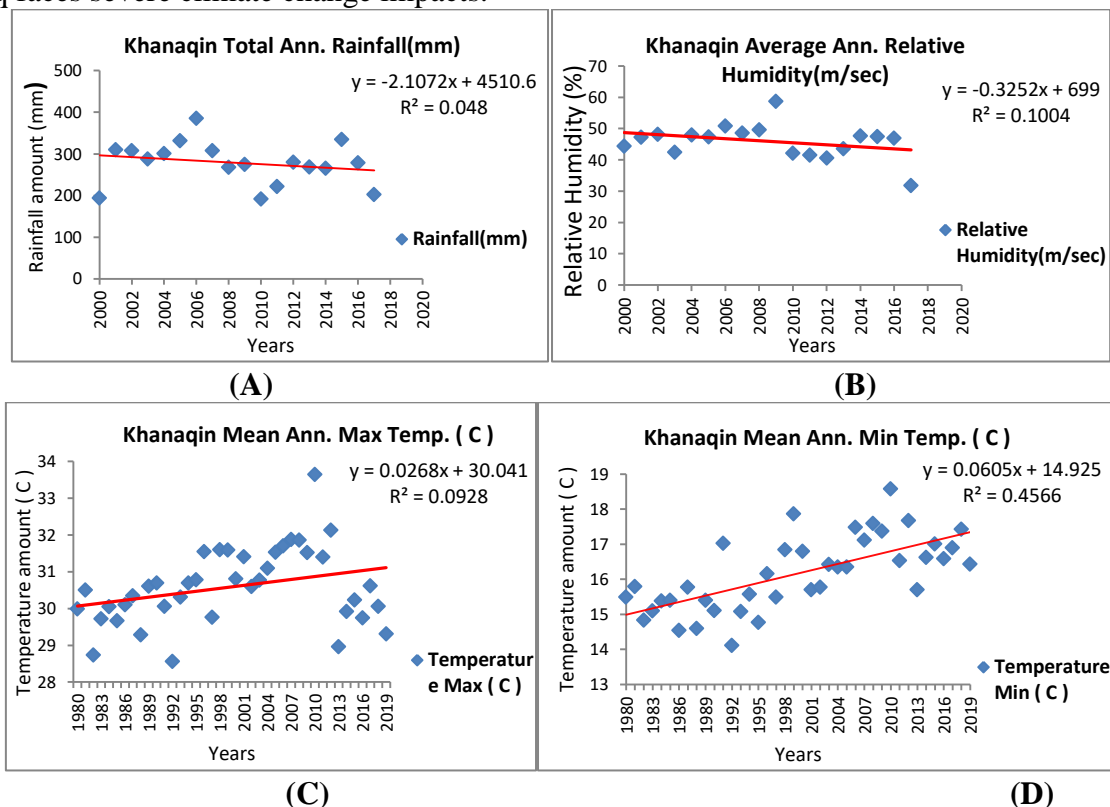 q faces severe climate change impacts.
Khanaqin Total Ann. Rainfall(mm)
y = -2.1072x + 4510.6
R² = 0.048
Rainfall amount (mm)
500
400
300
200
100
0
2000 2002 2004 2006 2008 2010 2012 2014 2016 2018 2020
Years
Rainfall(mm)
(A)
Khanaqin Average Ann. Relative
Humidity(m/sec)
y = -0.3252x + 699
R² = 0.1004
Relative Humidity (%)
70
60
50
40
30
20
10
0
2000 2002 2004 2006 2008 2010 2012 2014 2016 2018 2020
Years
Relative
Humidity(m/sec)
(B)
Khanaqin Mean Ann. Max Temp. ( C )
y = 0.0268x + 30.041
R² = 0.0928
Temperature amount ( C )
34
33
32
31
30
29
28
1980 1983 1986 1989 1992 1995 1998 2001 2004 2007 2010 2013 2016 2019
Years
Temperatur
e Max ( C )
(C)
Khanaqin Mean Ann. Min Temp. ( C )
y = 0.0605x + 14.925
R² = 0.4566
Temperature amount ( C )
19
18
17
16
15
14
13
1980 1983 1986 1989 1992 1995 1998 2001 2004 2007 2010 2013 2016 2019
Years
Temperature
Min ( C )
(D)